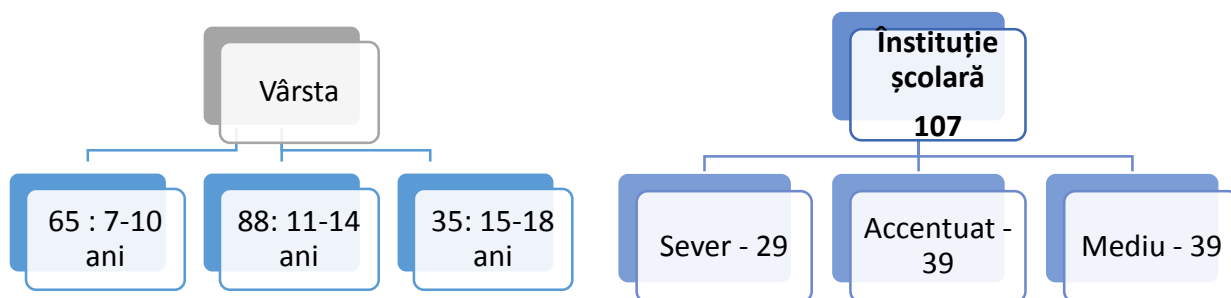 Vârsta
65 : 7-10
ani
88: 11-14
ani
35: 15-18
ani
Înstituție
școlară
107
Sever - 29
Accentuat -
39
Mediu - 39